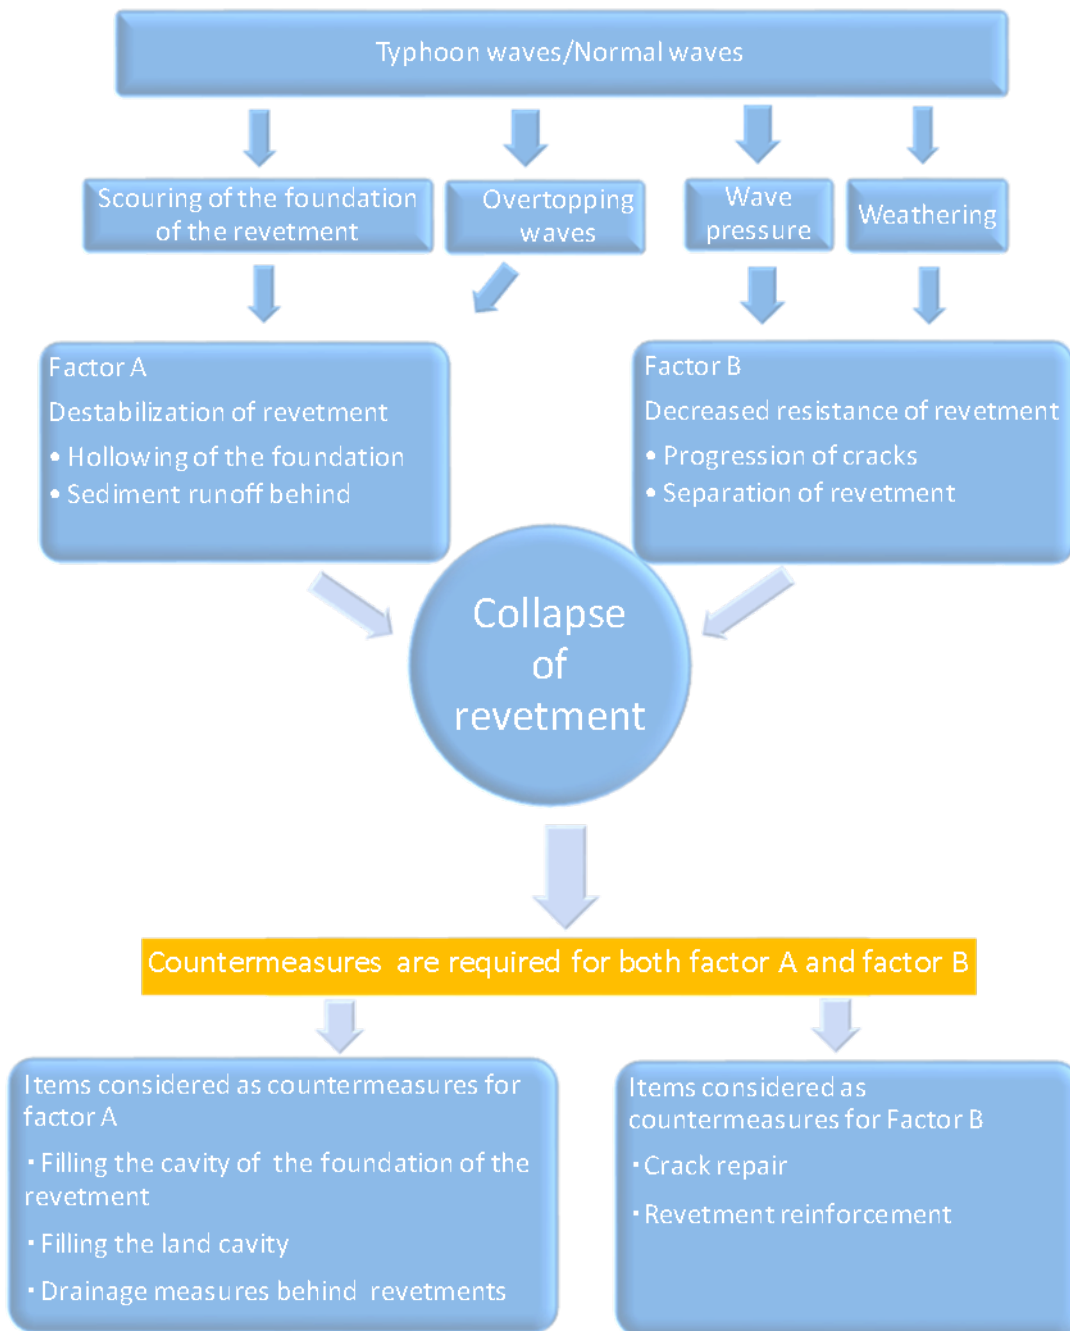 Typhoon waves/Normal waves
Scouring of the foundation
of the revetment
Overtopping
waves
Wave
pressure
Weathering
Factor A
Destabilization of revetment
• Hollowing of the foundation
• Sediment runoff behind
Factor B
Decreased resistance of revetment
• Progression of cracks
• Separation of revetment
Collapse
of
revetment
Countermeasures are required for both factor A and factor B
Items considered as countermeasures for
factor A
・Filling the cavity of the foundation of the
revetment
・Filling the land cavity
・Drainage measures behind revetments
Items considered as
countermeasures for Factor B
・Crack repair
・Revetment reinforcement